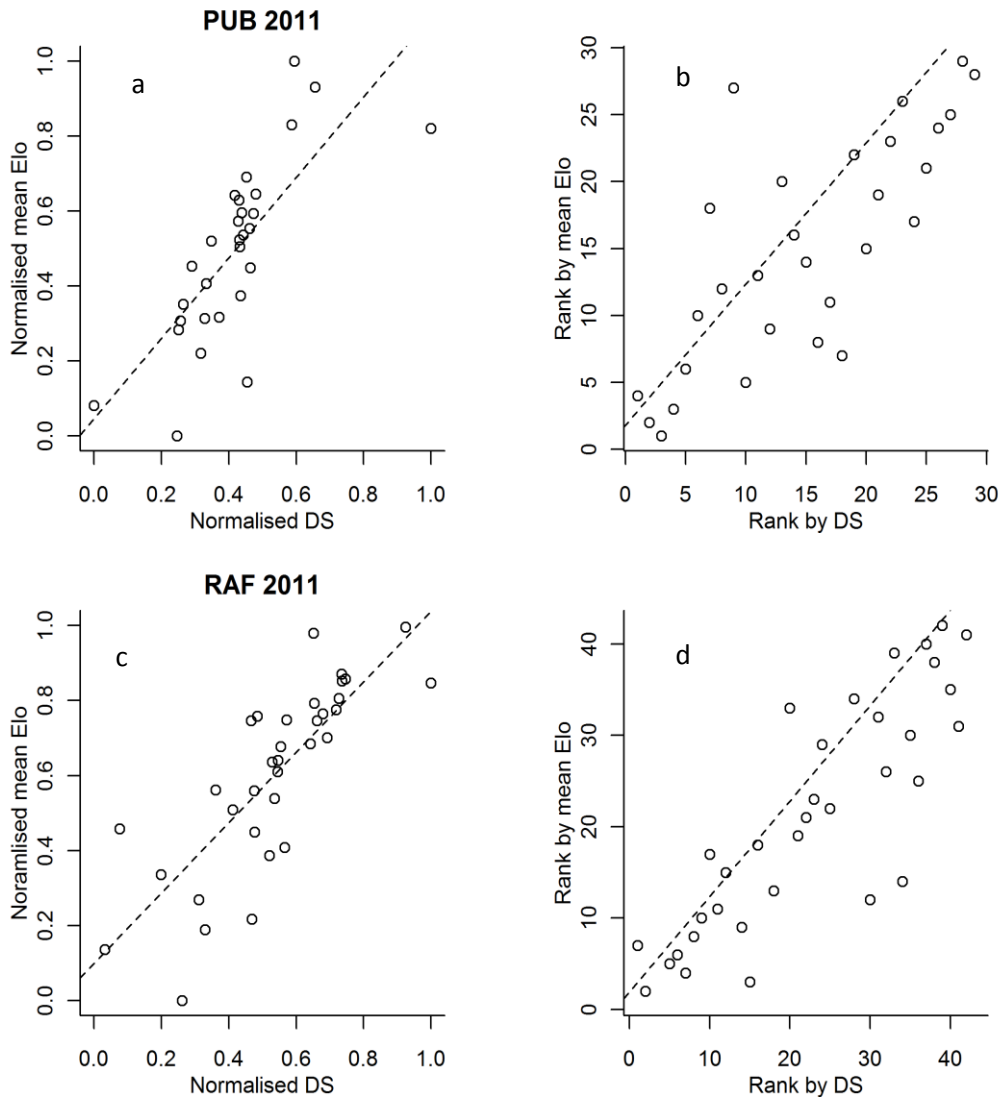 PUB 2011
a
Normalised mean Elo
0.0 0.2 0.4 0.6 0.8 1.0
0.0 0.2 0.4 0.6 0.8 1.0
Normalised DS
b
Rank by mean Elo
0 5 10 15 20 25 30
0 5 10 15 20 25 30
Rank by DS
RAF 2011
c
Noramlised mean Elo
0.0 0.2 0.4 0.6 0.8 1.0
0.0 0.2 0.4 0.6 0.8 1.0
Normalised DS
d
Rank by mean Elo
0 10 20 30 40
0 10 20 30 40
Rank by DS